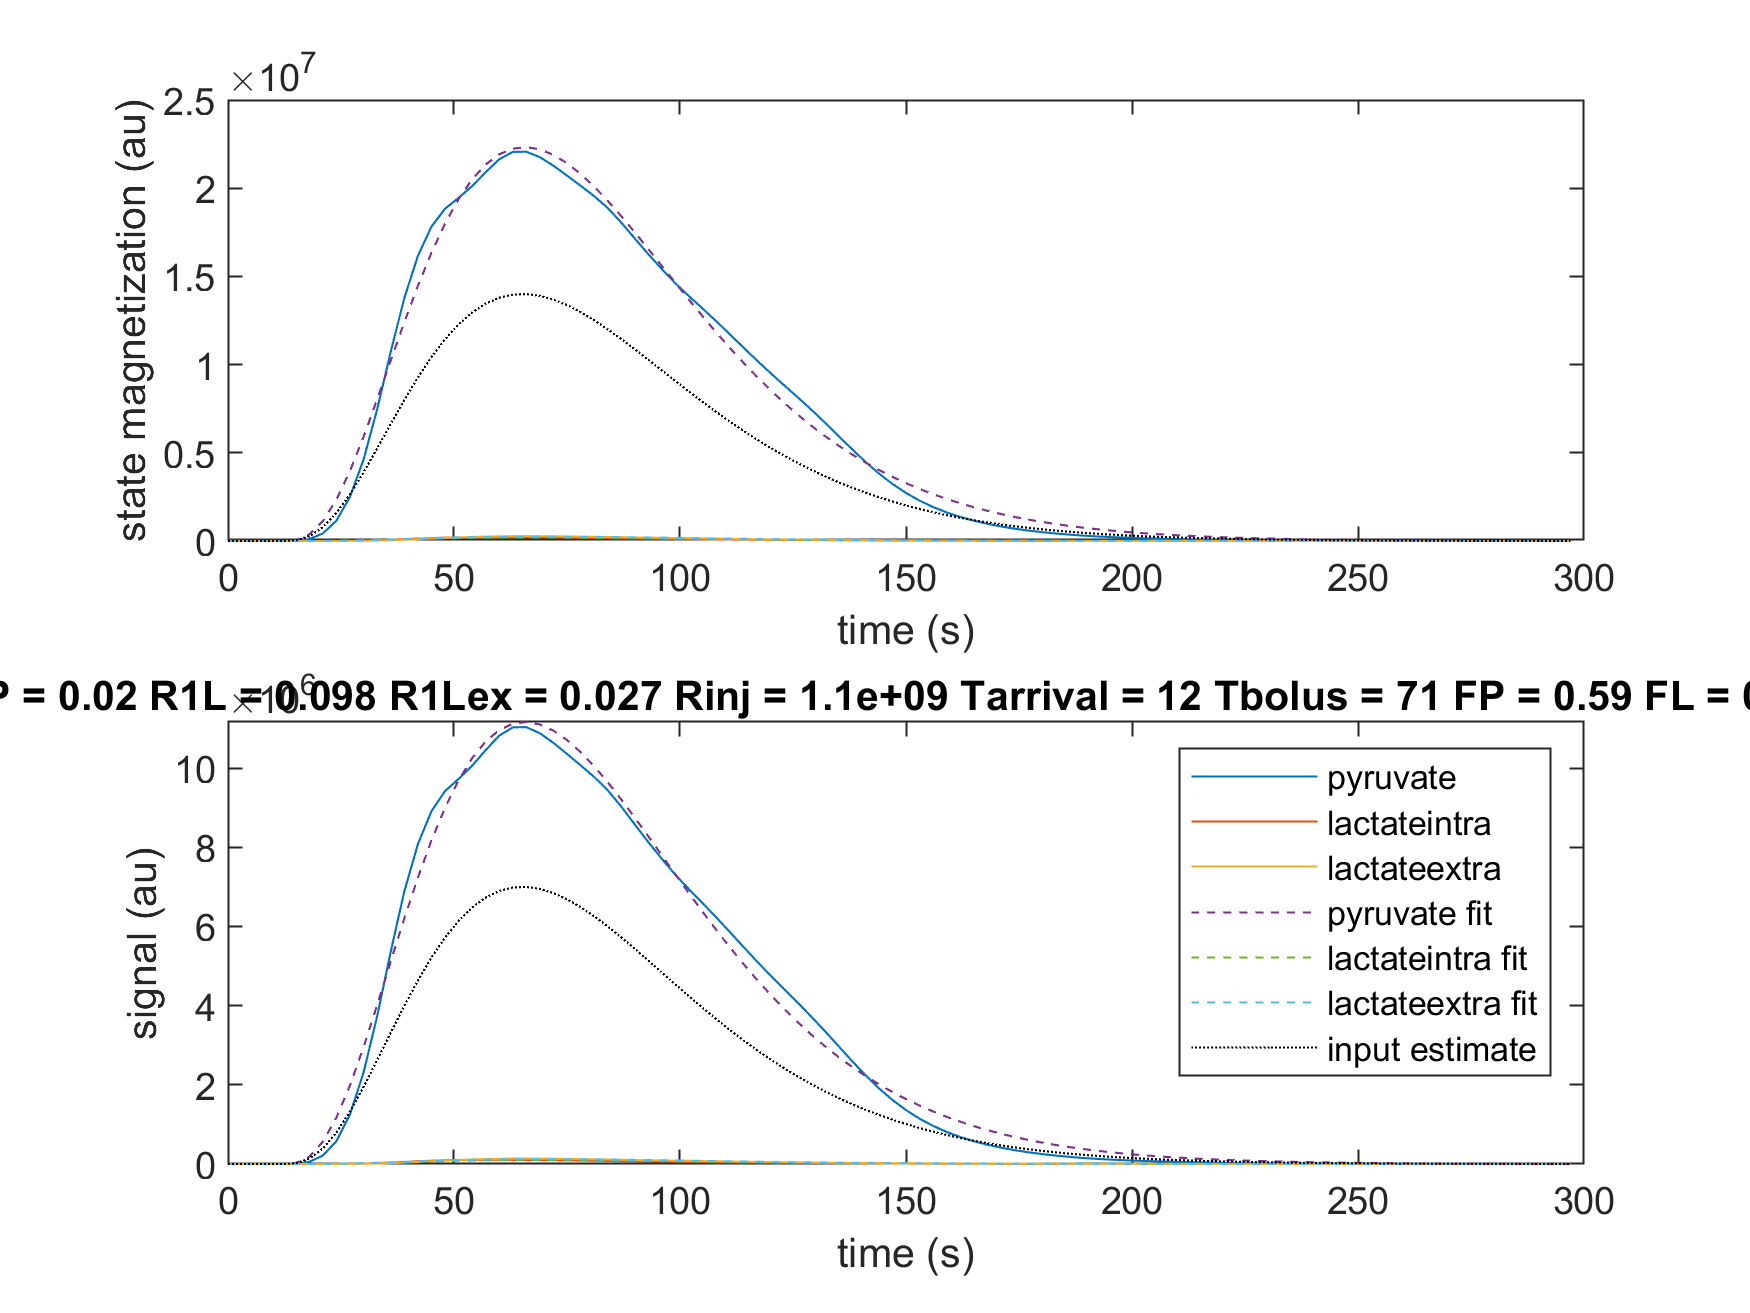 ×10^7
2.5
2
1.5
1
0.5
0
state magnetization (au)
0 50 100 150 200 250 300
time (s)
P = 0.02 R1L = 0.098 R1Lex = 0.027 Rinj = 1.1e+09 Tarrival = 12 Tbolus = 71 FP = 0.59 FL = 0
×10^6
10
8
6
4
2
0
signal (au)
pyruvate
lactateintra
lactateextra
pyruvate fit
lactateintra fit
lactateextra fit
input estimate
0 50 100 150 200 250 300
time (s)